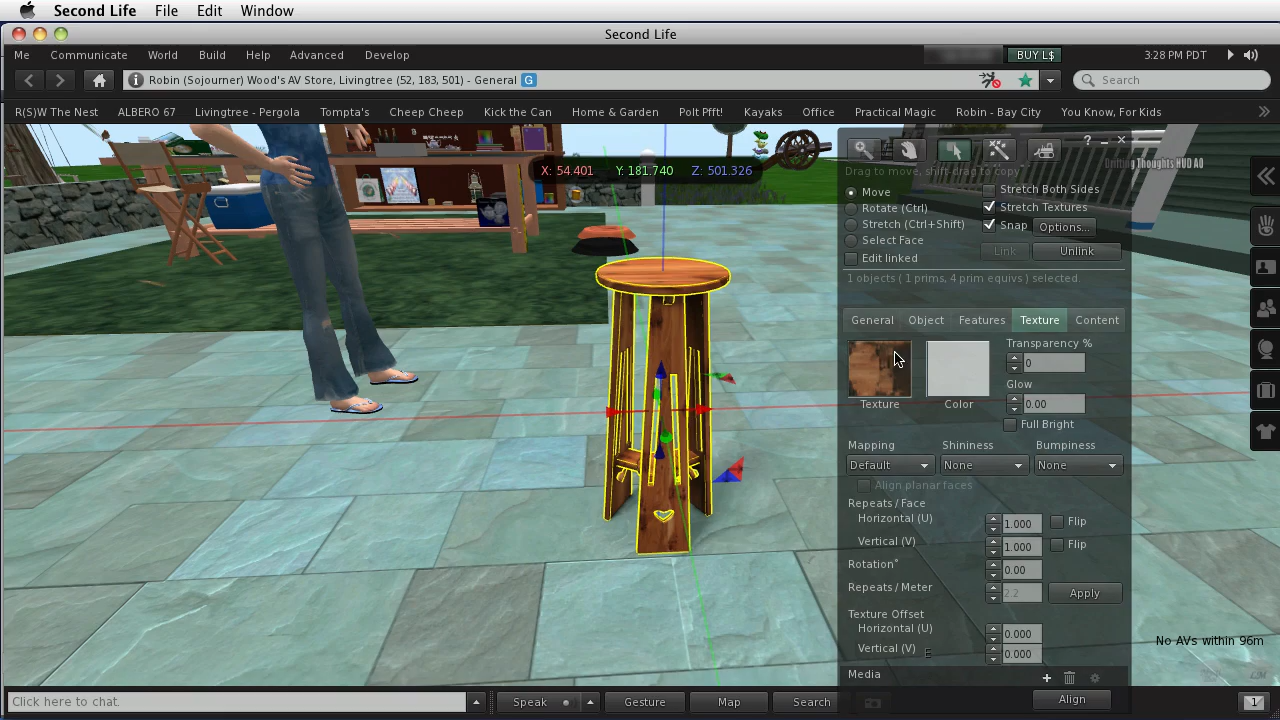 Second Life File Edit Window
Second Life
Me Communicate World Build Help Advanced Develop BUY L$ 3:28 PM PDT
Robin (Sojourner) Wood's AV Store, Livingtree (52, 183, 501) - General G Search
R(S)W The Nest ALBERO 67 Livingtree - Pergola Tompta's Cheep Cheep Kick the Can Home & Garden Polt Pfft! Kayaks Office Practical Magic Robin - Bay City You Know, For Kids
Drifting Thoughts HUD AO
X: 54.401 Y: 181.740 Z: 501.326
Drag to move, shift-drag to copy
Move Stretch Both Sides
Rotate (Ctrl) Stretch Textures
Stretch (Ctrl+Shift) Snap Options...
Select Face
Edit linked Link Unlink
1 objects ( 1 prims, 4 prim equivs ) selected.
General Object Features Texture Content
Transparency %
0
Glow
Texture Color 0.00
Full Bright
Mapping Shininess Bumpiness
Default None None
Align planar faces
Repeats / Face
Horizontal (U) 1.000 Flip
Vertical (V) 1.000 Flip
Rotation° 0.00
Repeats / Meter 2.2 Apply
Texture Offset
Horizontal (U) 0.000
Vertical (V) E 0.000
No AVs within 96m
Media
Align
Click here to chat. Speak Gesture Map Search 1